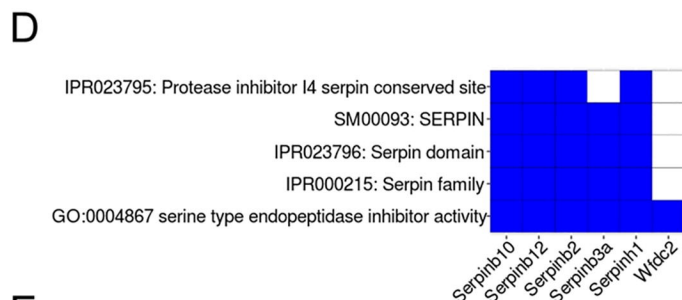 D
IPR023795: Protease inhibitor I4 serpin conserved site
SM00093: SERPIN
IPR023796: Serpin domain
IPR000215: Serpin family
GO:0004867 serine type endopeptidase inhibitor activity
Serpinb10
Serpinb12
Serpinb2
Serpinb3a
Serpinh1
Wfdc2